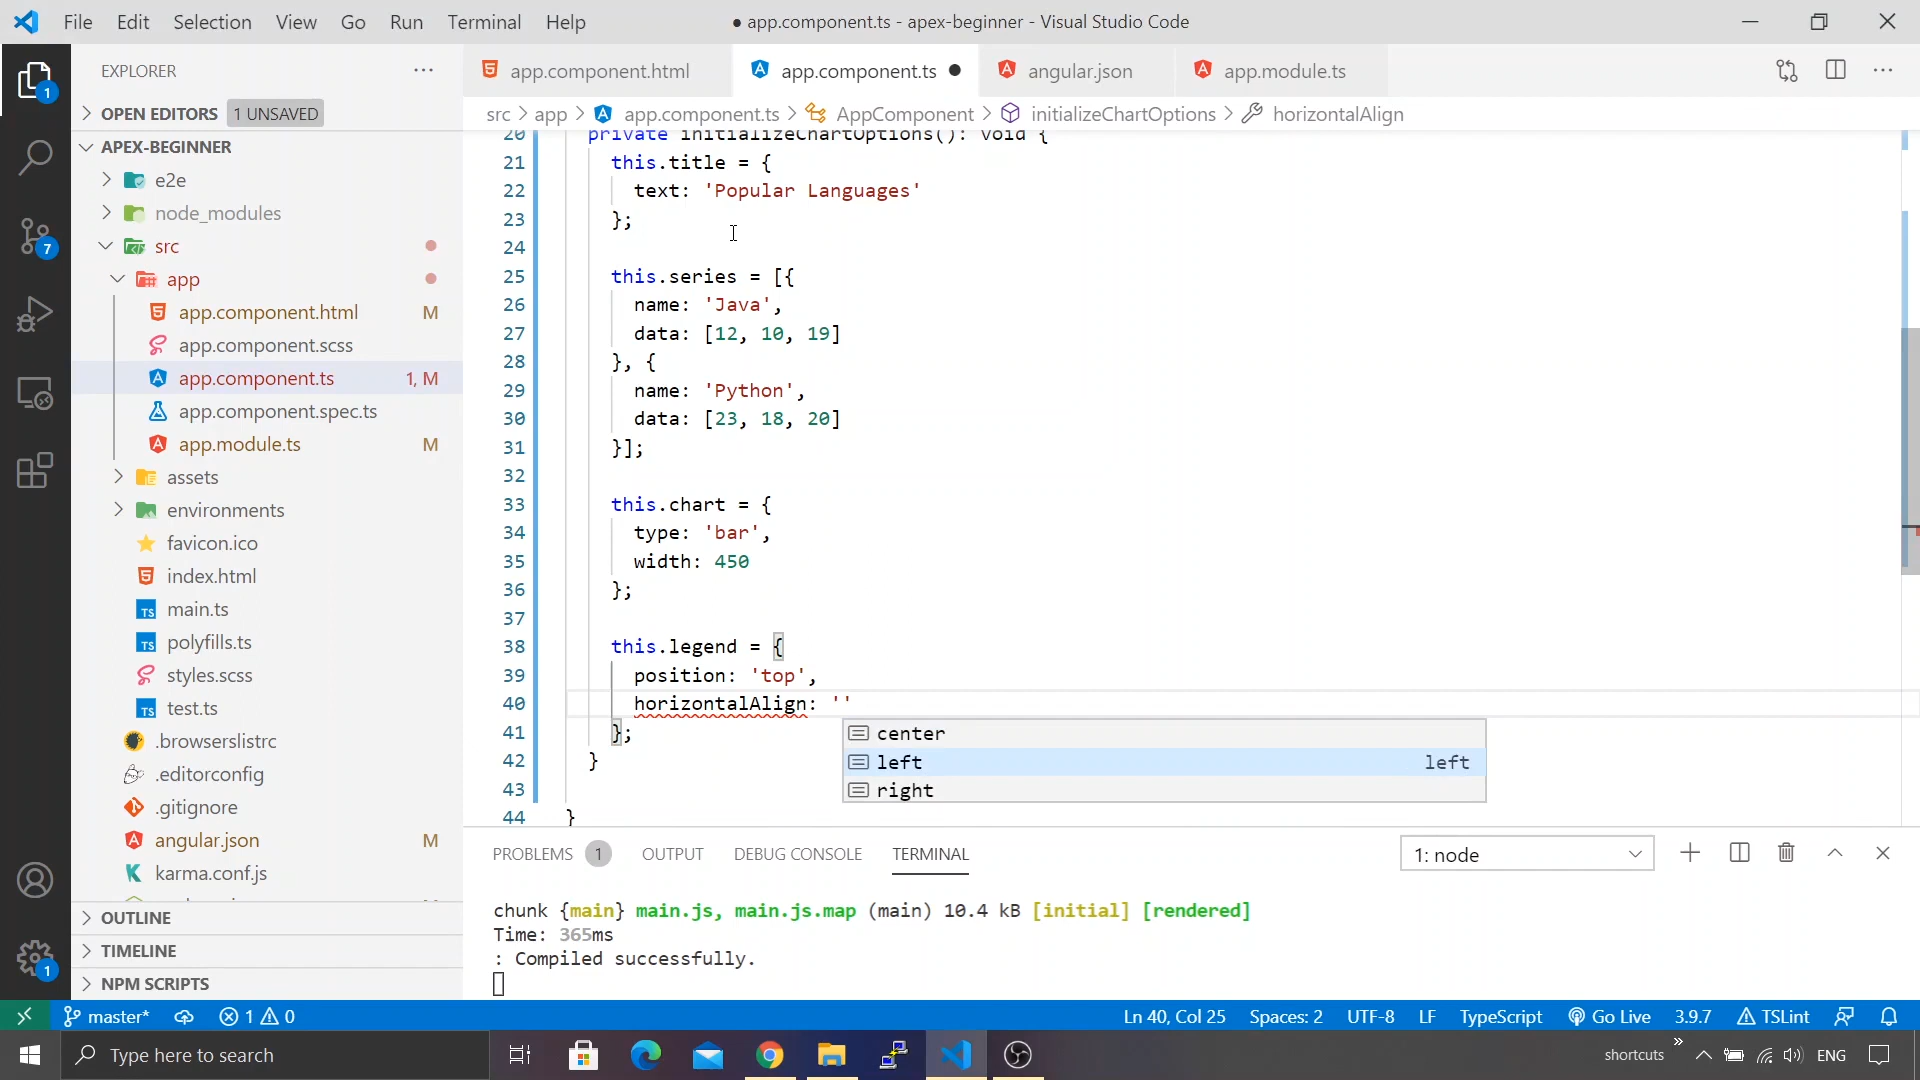 File Edit Selection View Go Run Terminal Help
● app.component.ts - apex-beginner - Visual Studio Code
EXPLORER
app.component.html
app.component.ts
angular.json
app.module.ts
OPEN EDITORS 1 UNSAVED
src > app > app.component.ts > AppComponent > initializeChartOptions > horizontalAlign
APEX-BEGINNER
e2e
node_modules
src
app
app.component.html M
app.component.scss
app.component.ts 1, M
app.component.spec.ts
app.module.ts M
assets
environments
favicon.ico
index.html
main.ts
polyfills.ts
styles.scss
test.ts
.browserslistrc
.editorconfig
.gitignore
angular.json M
karma.conf.js
OUTLINE
TIMELINE
NPM SCRIPTS
20 private initializeChartOptions(): void {
21 this.title = {
22 text: 'Popular Languages'
23 };
24
25 this.series = [{
26 name: 'Java',
27 data: [12, 10, 19]
28 }, {
29 name: 'Python',
30 data: [23, 18, 20]
31 }];
32
33 this.chart = {
34 type: 'bar',
35 width: 450
36 };
37
38 this.legend = {
39 position: 'top',
40 horizontalAlign: ''
41 };
42 }
43
44 }
center
left left
right
PROBLEMS 1 OUTPUT DEBUG CONSOLE TERMINAL
1: node
chunk {main} main.js, main.js.map (main) 10.4 kB [initial] [rendered]
Time: 365ms
: Compiled successfully.
1
7
1
master* 1 0
Ln 40, Col 25 Spaces: 2 UTF-8 LF TypeScript Go Live 3.9.7 TSLint
Type here to search
shortcuts » ENG